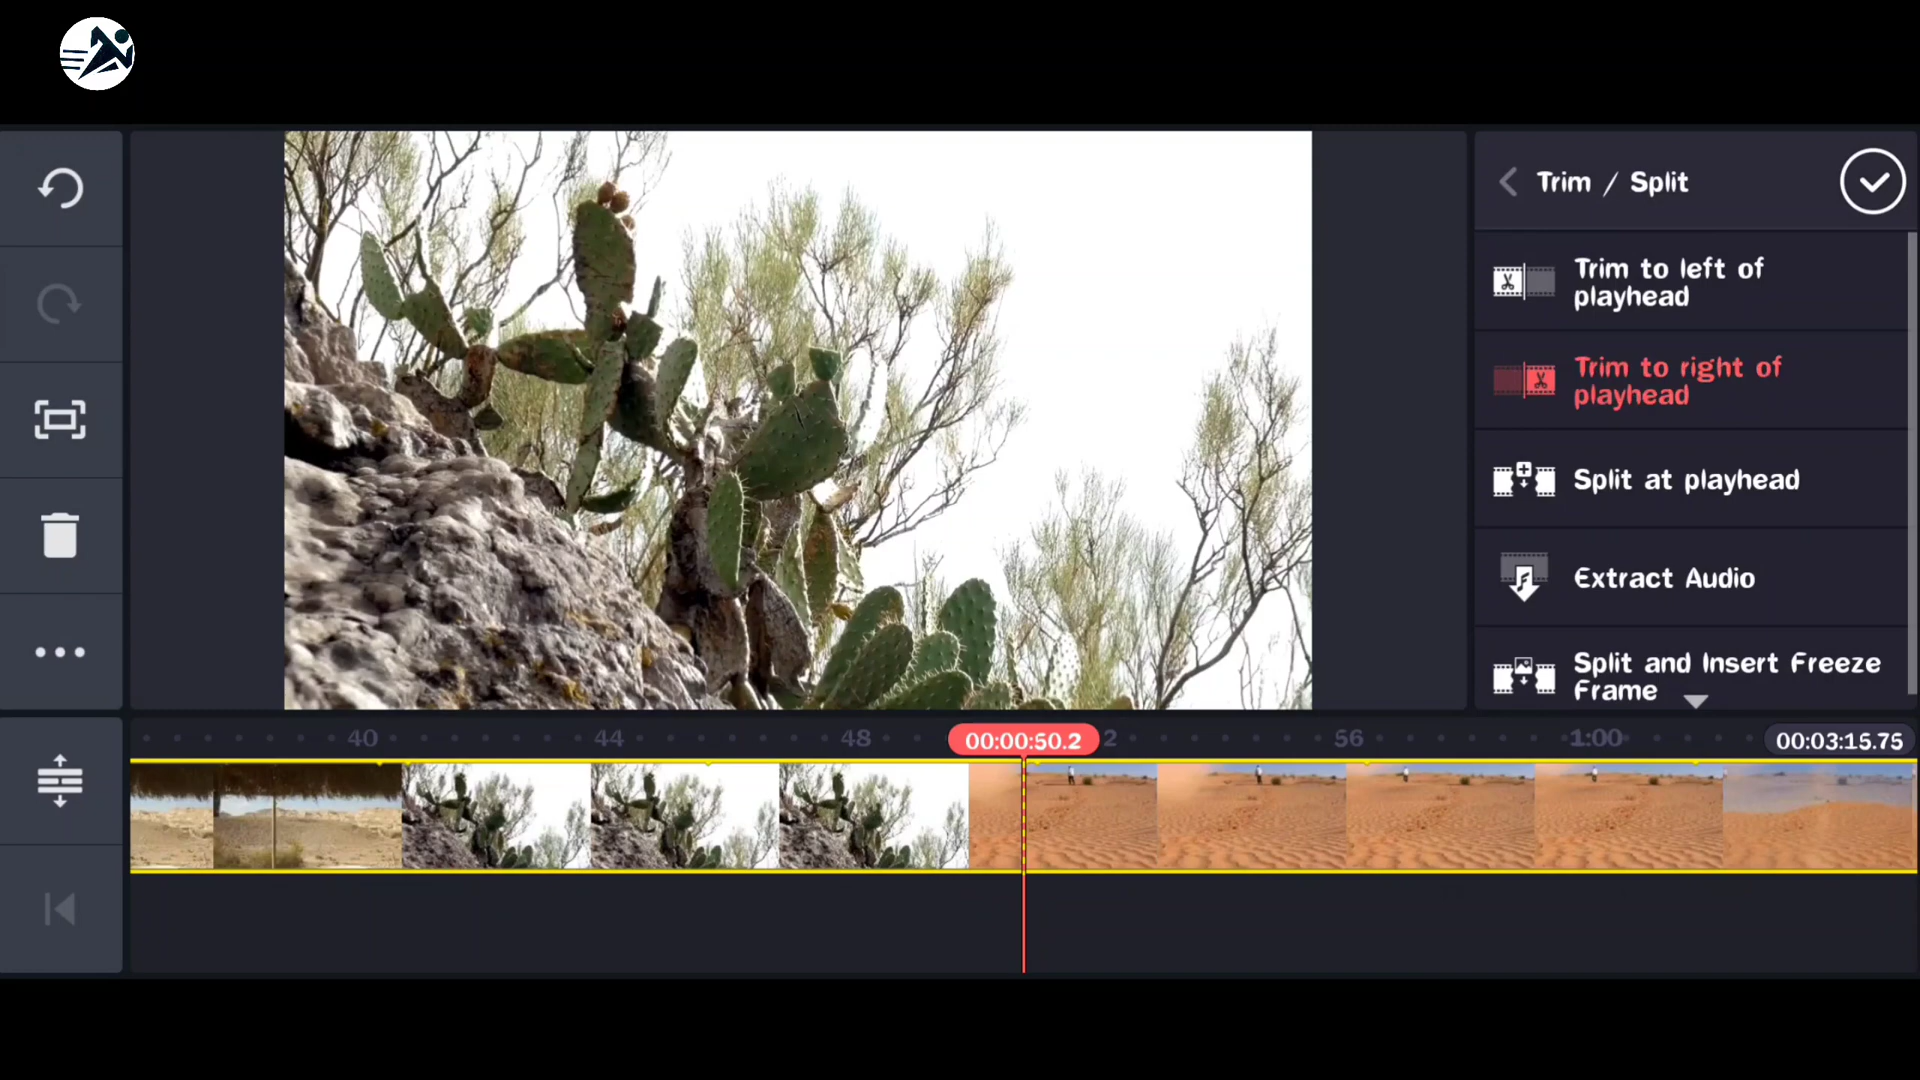 Trim / Split
Trim to left of
playhead
Trim to right of
playhead
Split at playhead
Extract Audio
Split and Insert Freeze
Frame
40 44 48 00:00:50.2 2 56 1:00 00:03:15.75